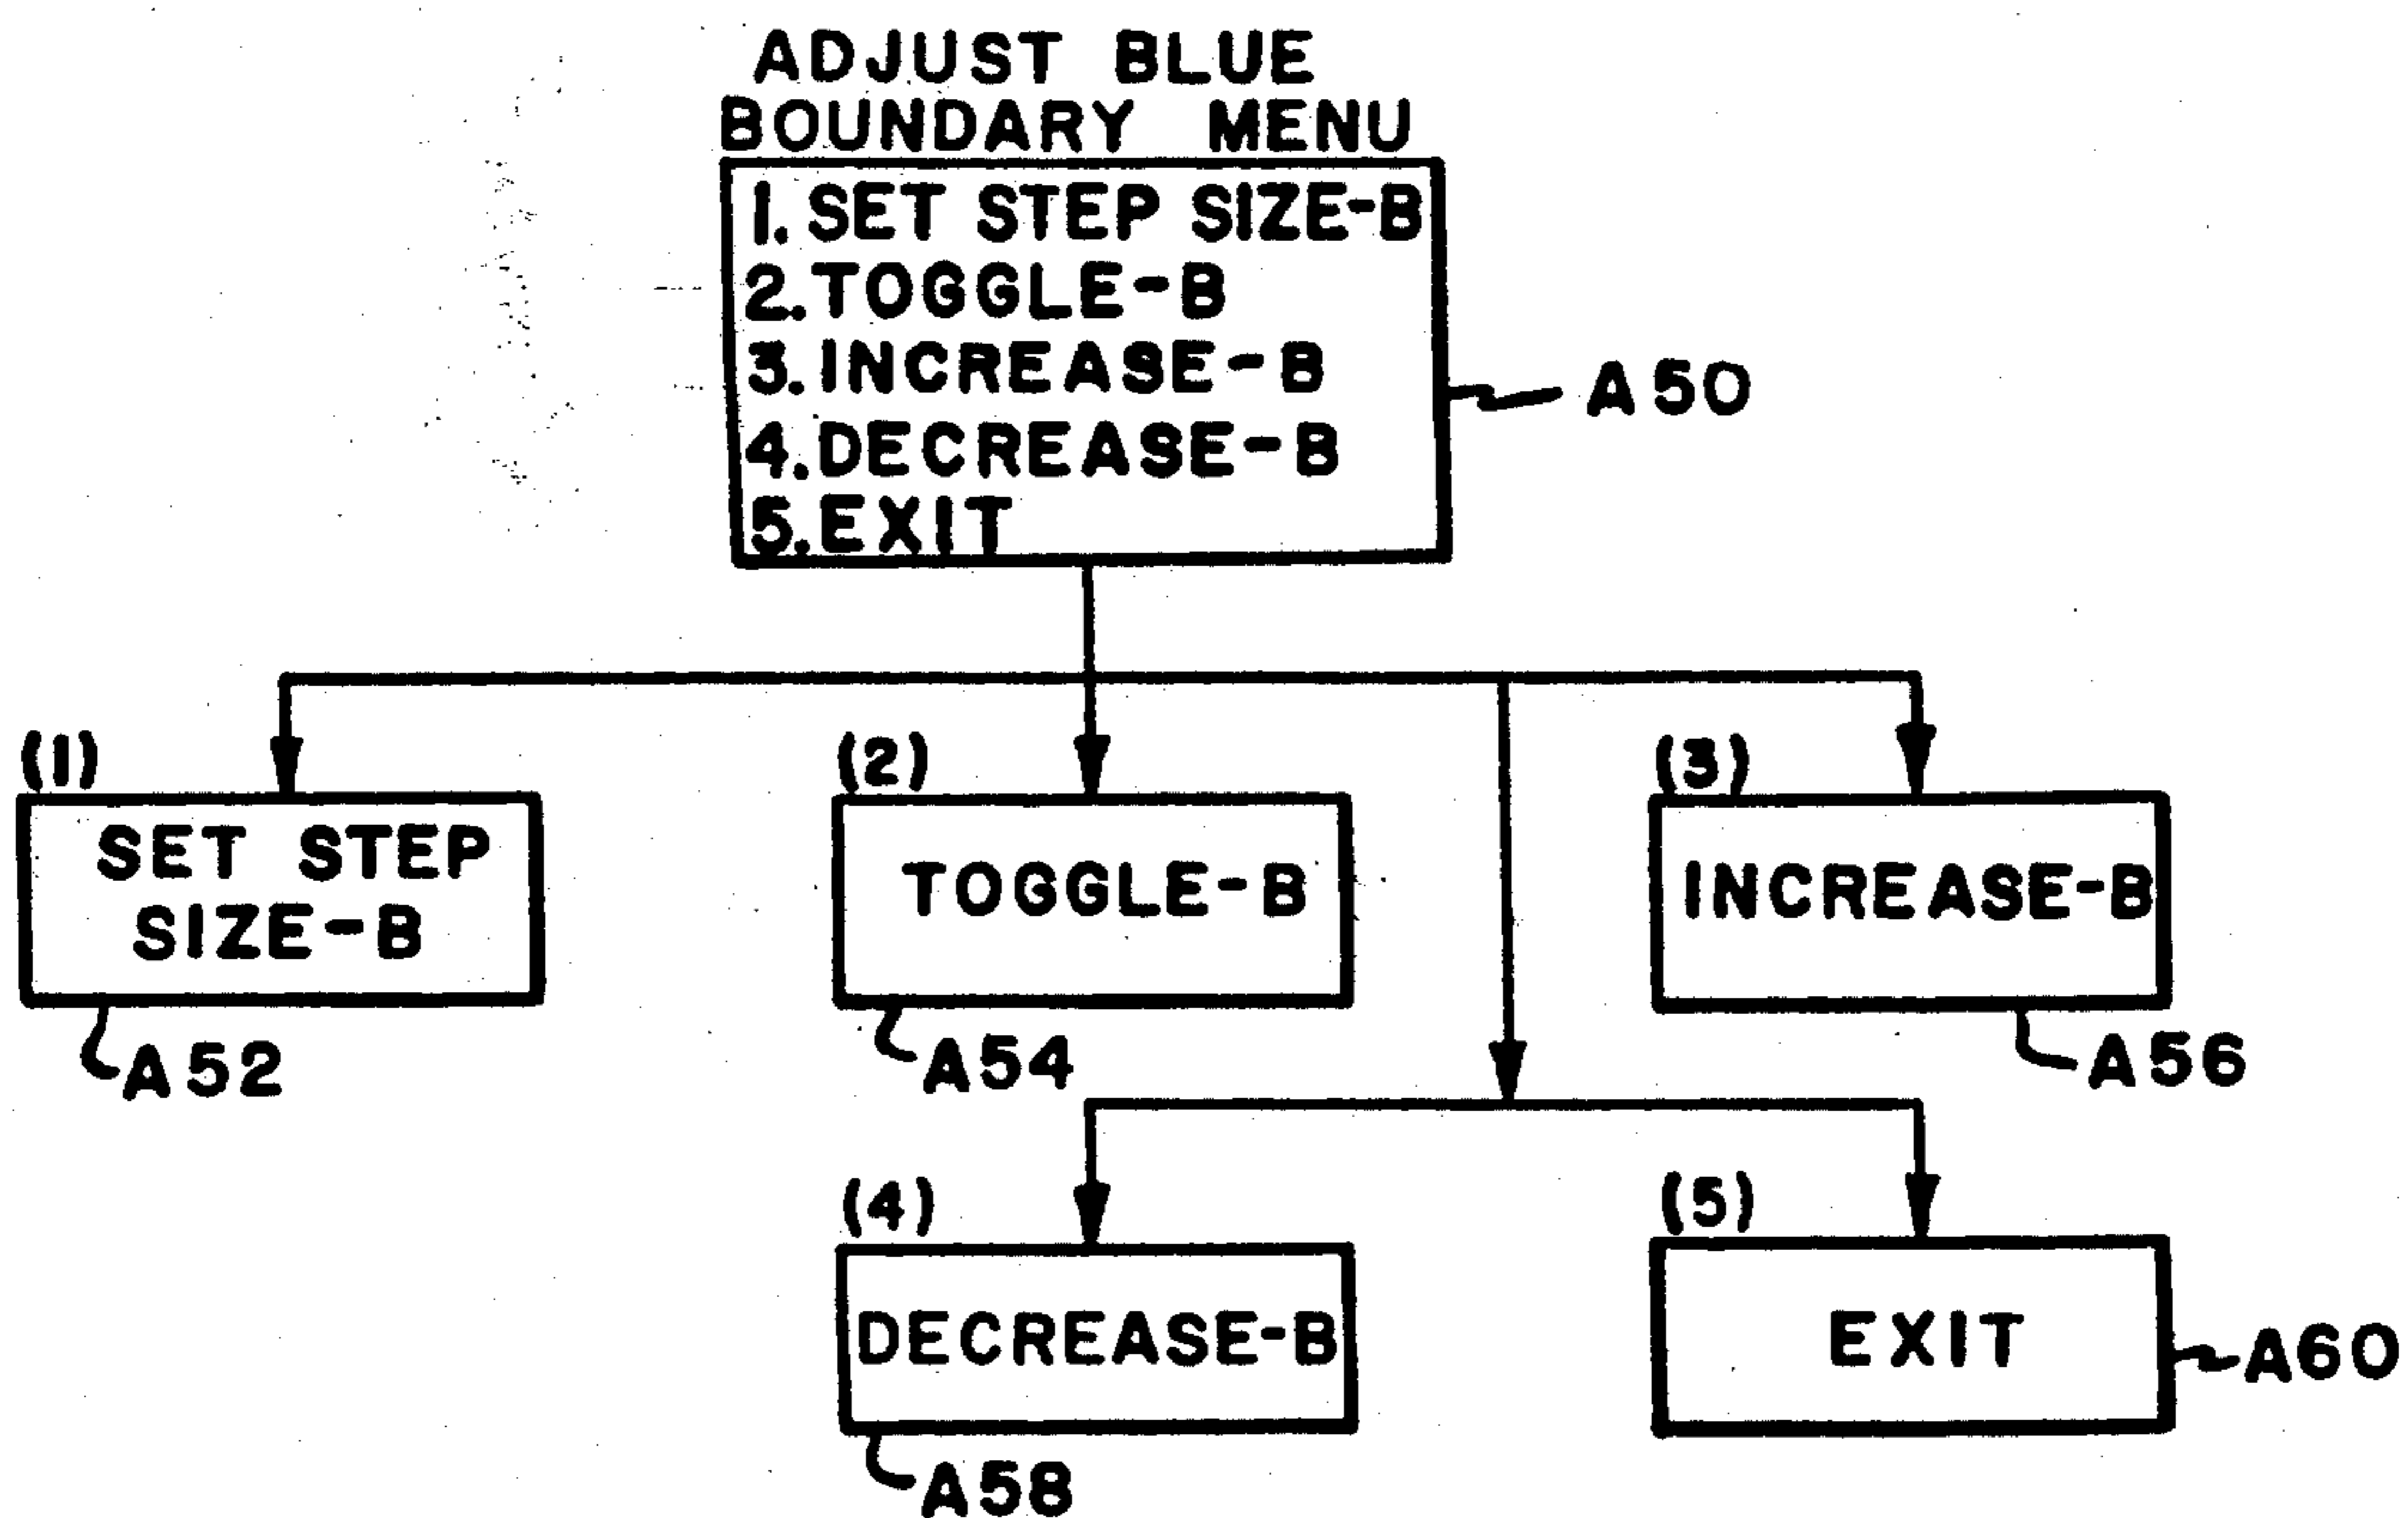 ADJUST BLUE
BOUNDARY MENU
1. SET STEP SIZE-B
2. TOGGLE-B
3. INCREASE-B
4. DECREASE-B
5. EXIT
A50
(1)
SET STEP
SIZE-B
A52
(2)
TOGGLE-B
A54
(3)
INCREASE-B
A56
(4)
DECREASE-B
A58
(5)
EXIT
A60